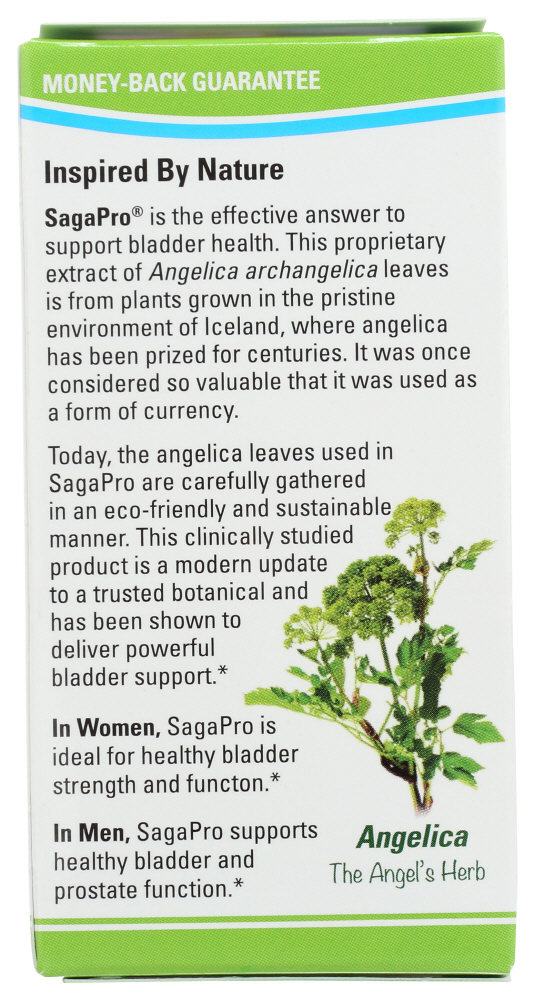 MONEY-BACK GUARANTEE
Inspired By Nature
SagaPro® is the effective answer to
support bladder health. This proprietary
extract of Angelica archangelica leaves
is from plants grown in the pristine
environment of Iceland, where angelica
has been prized for centuries. It was once
considered so valuable that it was used as
a form of currency.
Today, the angelica leaves used in
SagaPro are carefully gathered
in an eco-friendly and sustainable
manner. This clinically studied
product is a modern update
to a trusted botanical and
has been shown to
deliver powerful
bladder support.*
In Women, SagaPro is
ideal for healthy bladder
strength and functon.*
In Men, SagaPro supports
healthy bladder and
prostate function.*
Angelica
The Angel's Herb